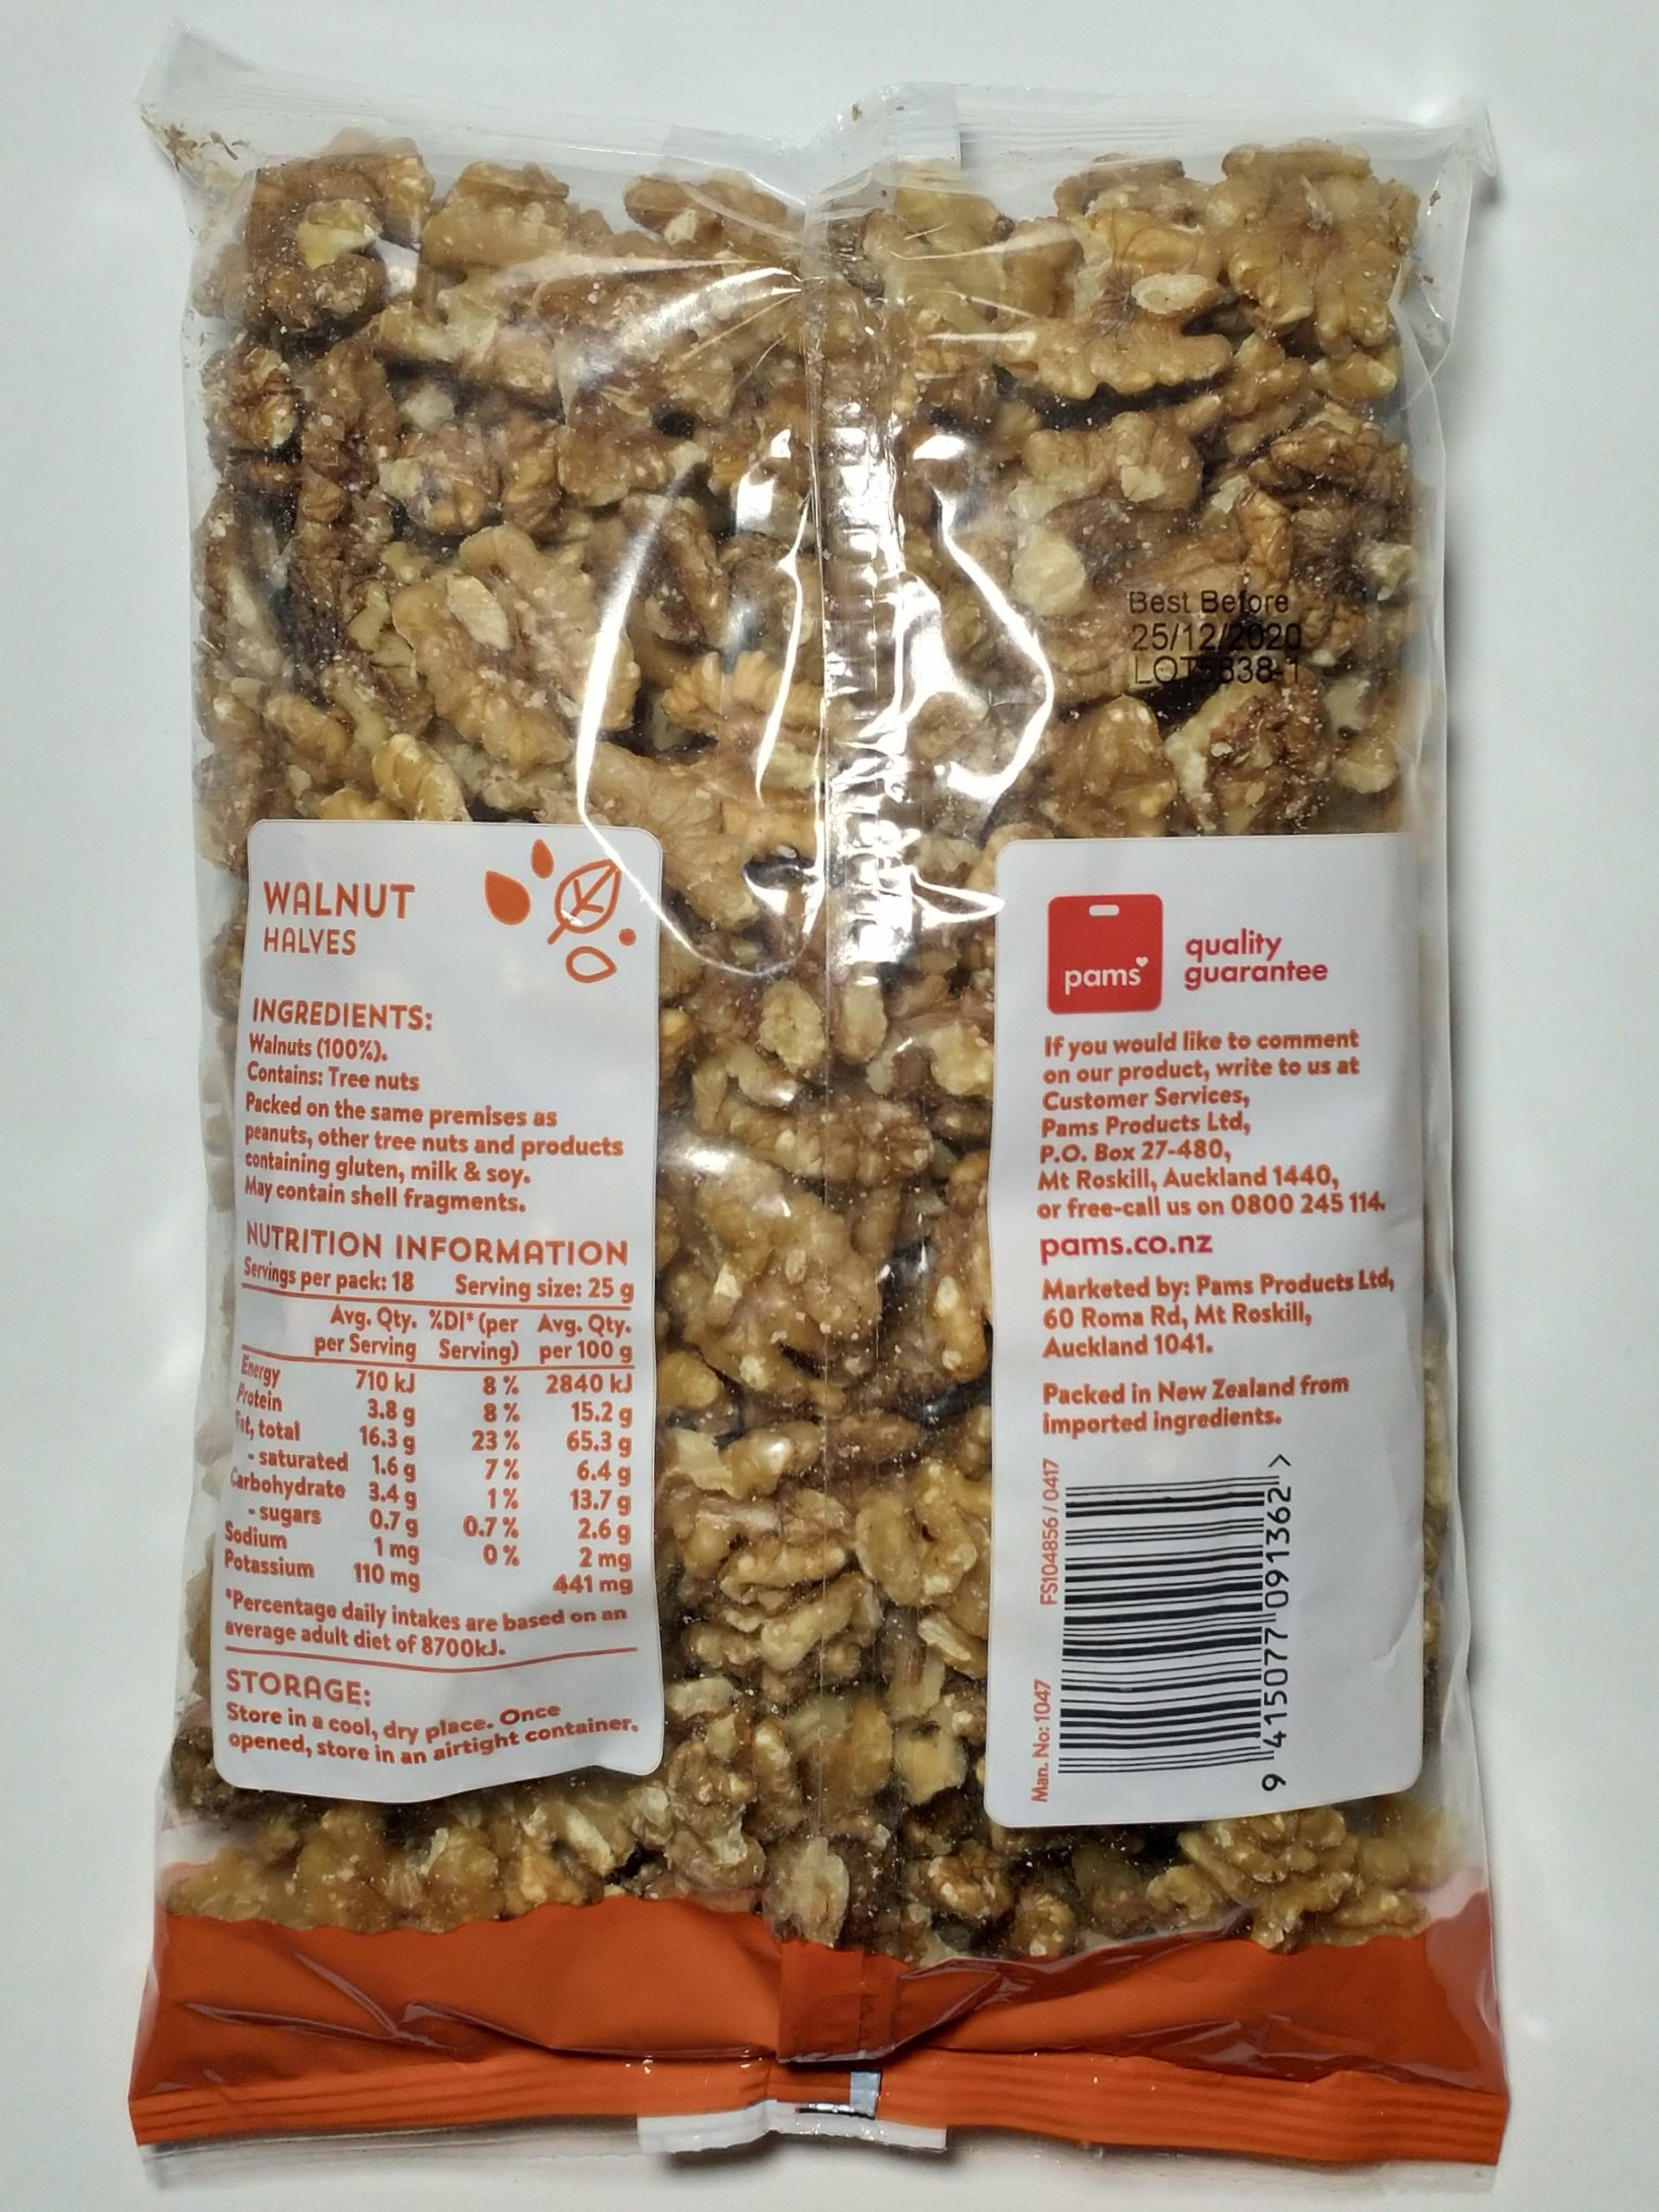 Best Before
25/12/2020
LOT5838-1
WALNUT
HALVES
INGREDIENTS:
Walnuts (100%).
Contains: Tree nuts
Packed on the same premises as
peanuts, other tree nuts and products
containing gluten, milk & soy.
May contain shell fragments.
NUTRITION INFORMATION
Servings per pack: 18 Serving size: 25 g
Avg. Qty. %DI* (per Avg. Qty.
per Serving Serving) per 100 g
Energy 710 kJ 8 % 2840 kJ
Protein 3.8 g 8 % 15.2 g
Fat, total 16.3 g 23 % 65.3 g
- saturated 1.6 g 7 % 6.4 g
Carbohydrate 3.4 g 1 % 13.7 g
- sugars 0.7 g 0.7 % 2.6 g
Sodium 1 mg 0 % 2 mg
Potassium 110 mg 441 mg
*Percentage daily intakes are based on an
average adult diet of 8700kJ.
STORAGE:
Store in a cool, dry place. Once
opened, store in an airtight container.
pams
quality
guarantee
If you would like to comment
on our product, write to us at
Customer Services,
Pams Products Ltd,
P.O. Box 27-480,
Mt Roskill, Auckland 1440,
or free-call us on 0800 245 114.
pams.co.nz
Marketed by: Pams Products Ltd,
60 Roma Rd, Mt Roskill,
Auckland 1041.
Packed in New Zealand from
imported ingredients.
Man. No: 1047 FS104856 / 0417
9 415077 091362 >